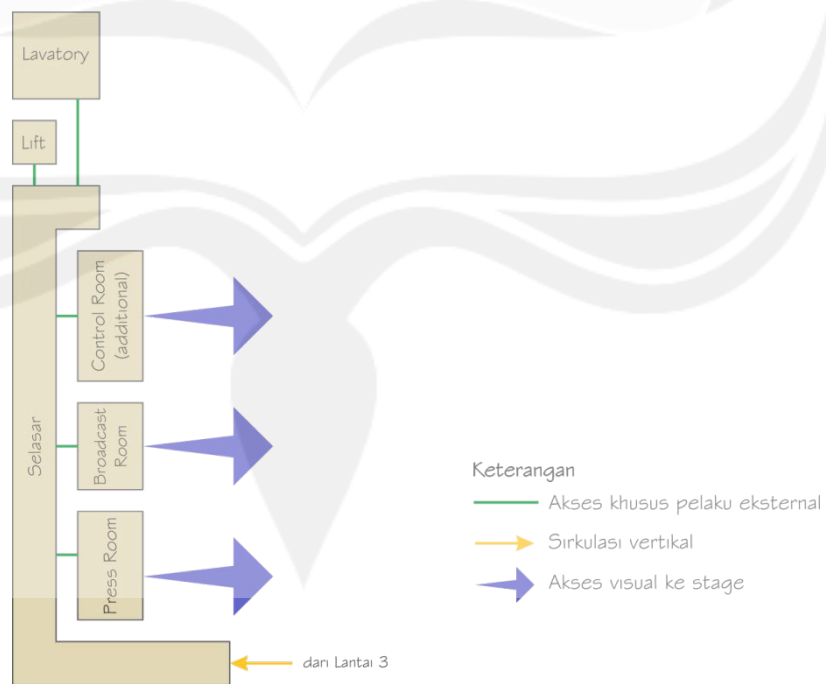 Lavatory
Lift
Selasar
Control Room
(additional)
Broadcast
Room
Press Room
dari Lantai 3
Keterangan
Akses khusus pelaku eksternal
Sirkulasi vertikal
Akses visual ke stage